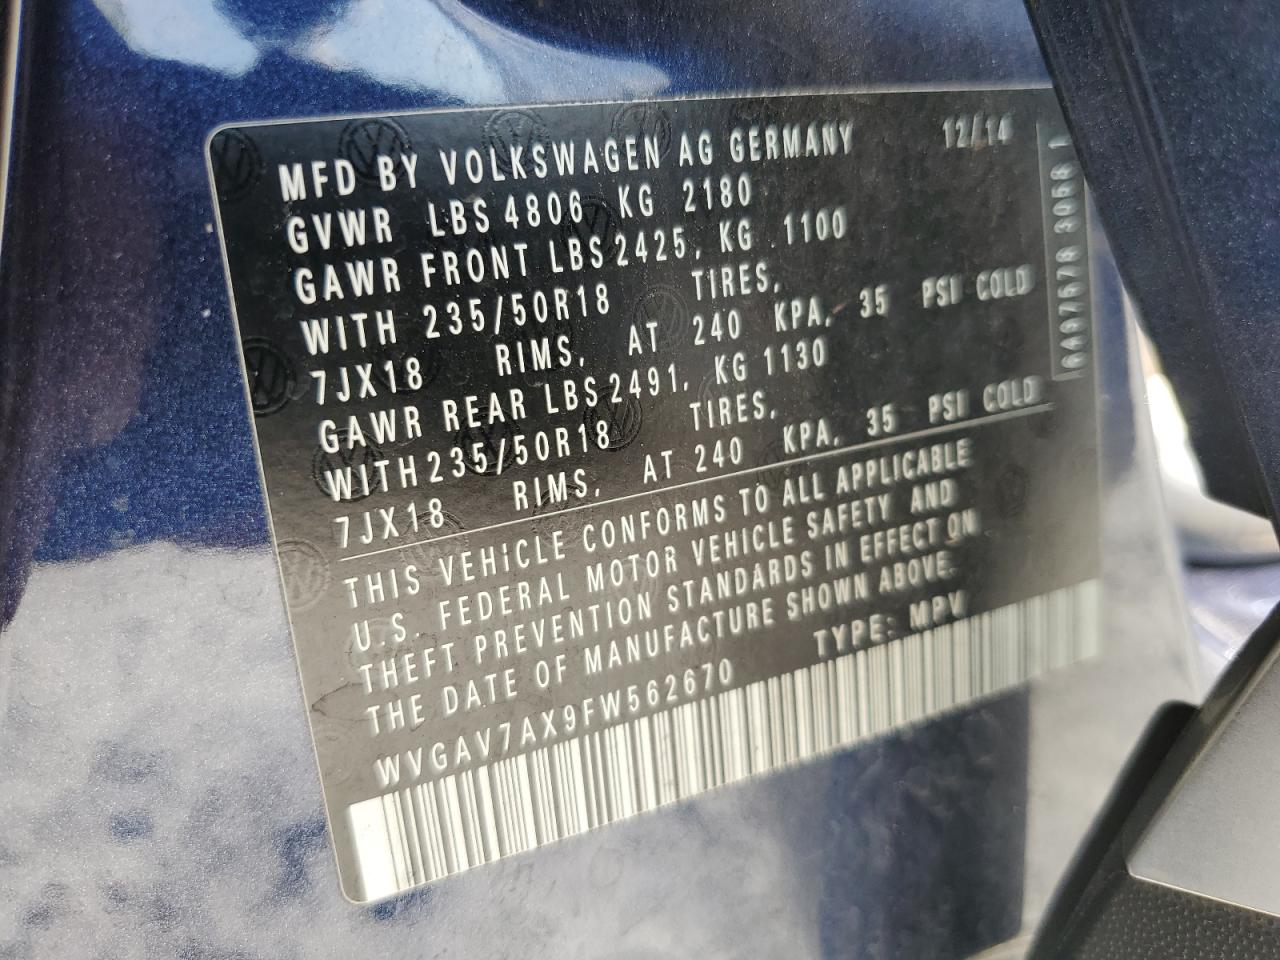 MFD BY VOLKSWAGEN AG GERMANY 12/14
GVWR LBS 4806 KG 2180
GAWR FRONT LBS 2425, KG 1100
WITH 235/50R18 TIRES,
7JX18 RIMS, AT 240 KPA, 35 PSI COLD
GAWR REAR LBS 2491, KG 1130
WITH 235/50R18 TIRES,
7JX18 RIMS, AT 240 KPA, 35 PSI COLD
THIS VEHICLE CONFORMS TO ALL APPLICABLE
U.S. FEDERAL MOTOR VEHICLE SAFETY AND
THEFT PREVENTION STANDARDS IN EFFECT ON
THE DATE OF MANUFACTURE SHOWN ABOVE.
WVGAV7AX9FW562670 TYPE: MPV